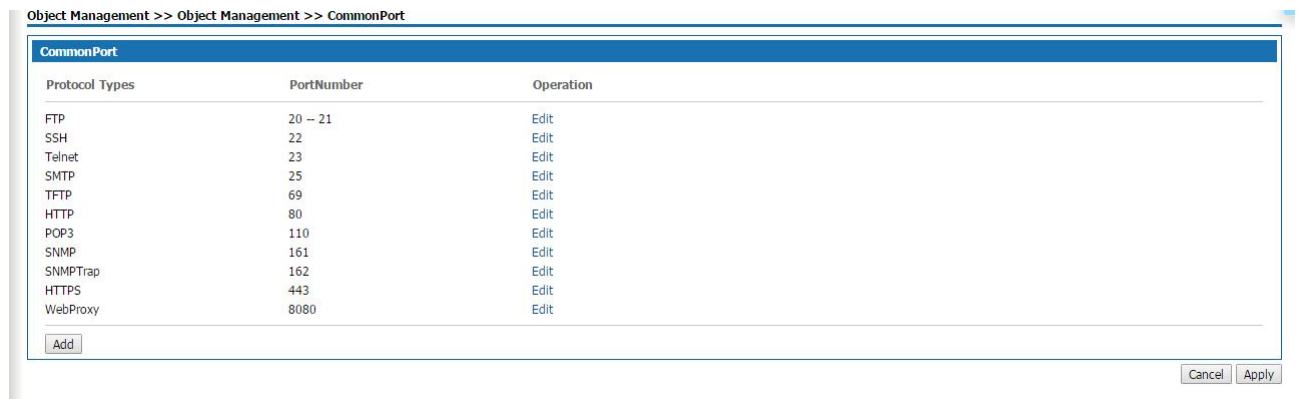 Object Management >> Object Management >> CommonPort
CommonPort
Protocol Types PortNumber Operation
FTP 20 -- 21 Edit
SSH 22 Edit
Telnet 23 Edit
SMTP 25 Edit
TFTP 69 Edit
HTTP 80 Edit
POP3 110 Edit
SNMP 161 Edit
SNMPTrap 162 Edit
HTTPS 443 Edit
WebProxy 8080 Edit
Add
Cancel Apply